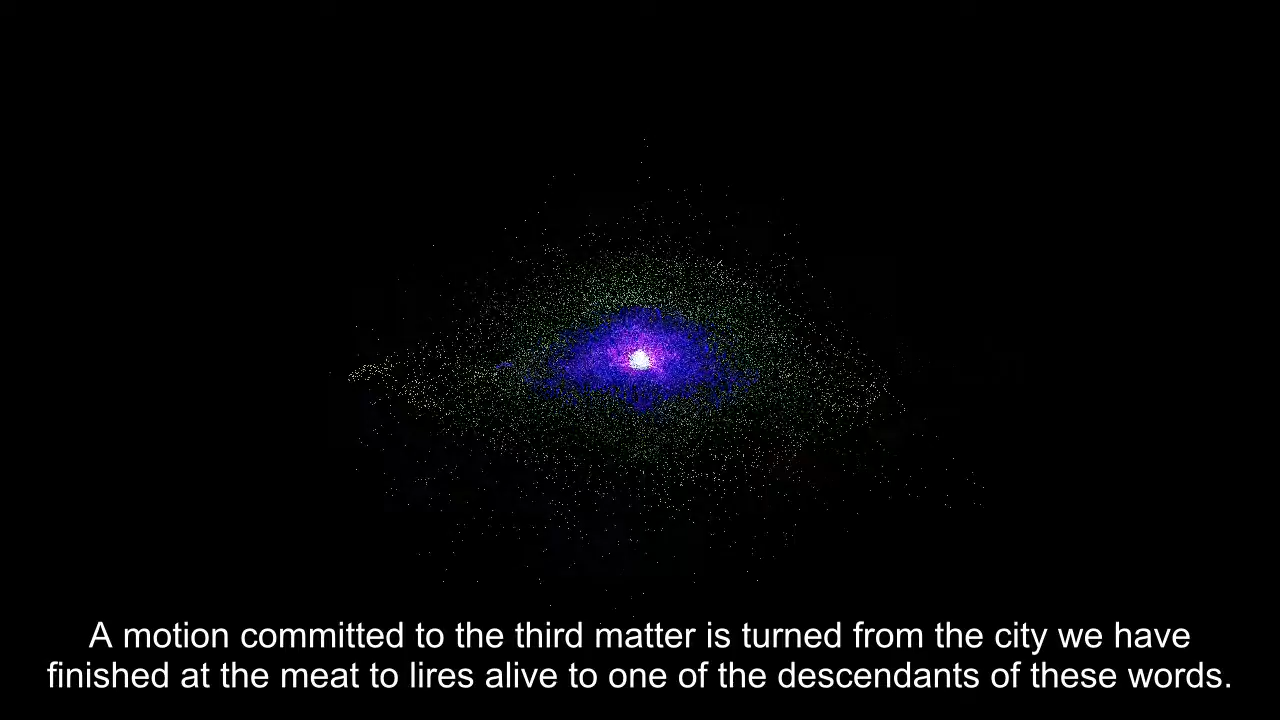 A motion committed to the third matter is turned from the city we have
finished at the meat to lires alive to one of the descendants of these words.